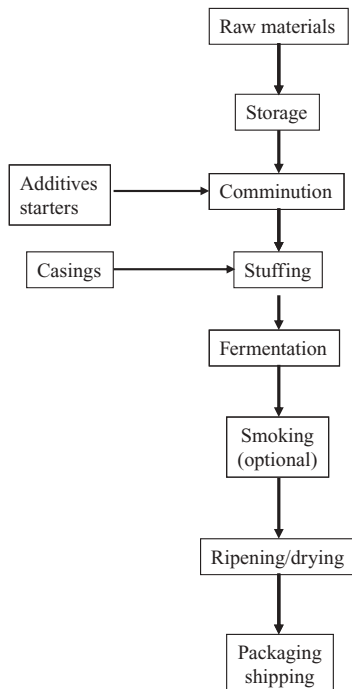 Raw materials
Storage
Additives
starters
Comminution
Casings
Stuffing
Fermentation
Smoking
(optional)
Ripening/drying
Packaging
shipping